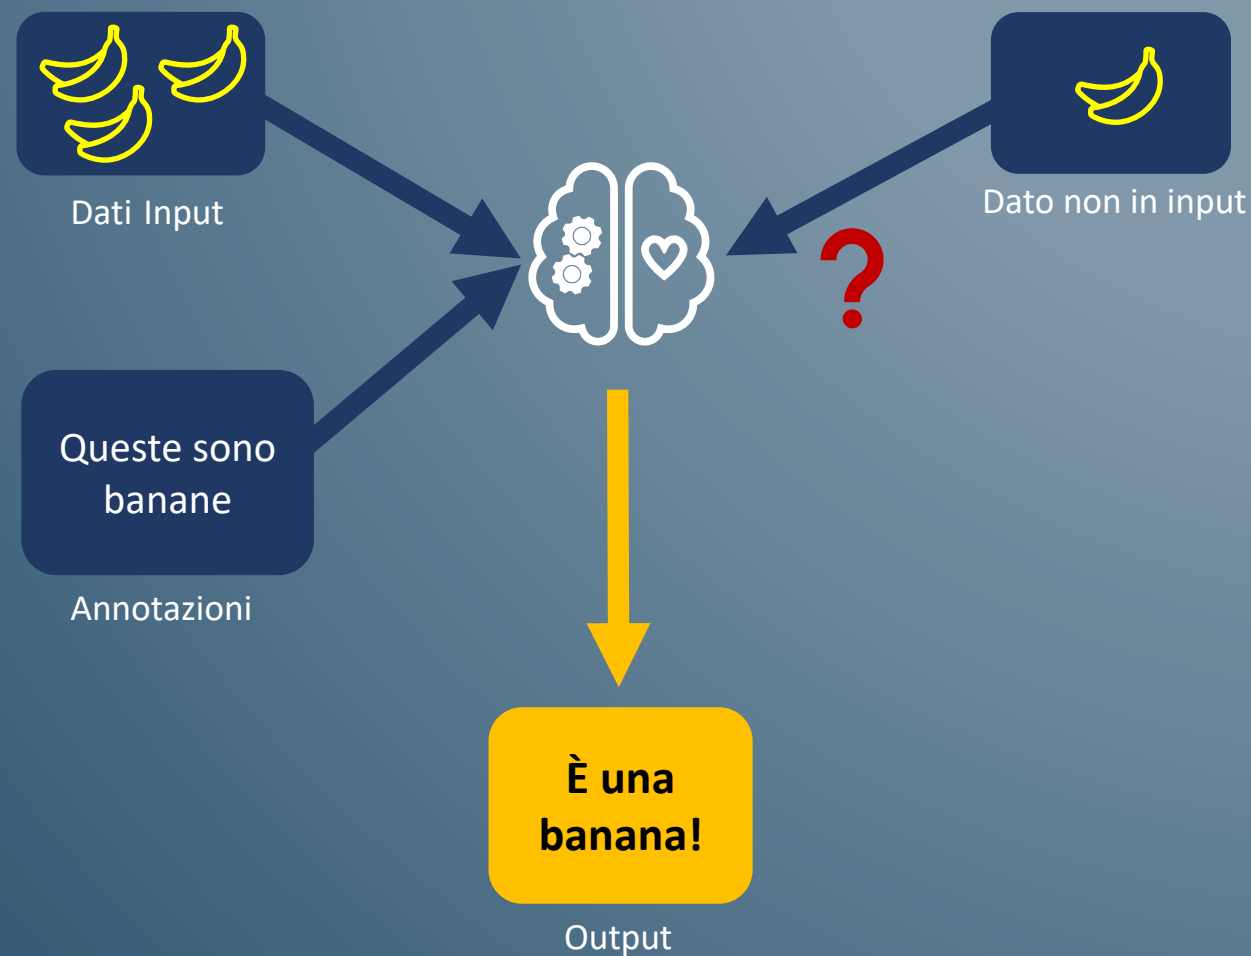 Dati Input
Dato non in input
?
Queste sono
banane
Annotazioni
È una
banana!
Output